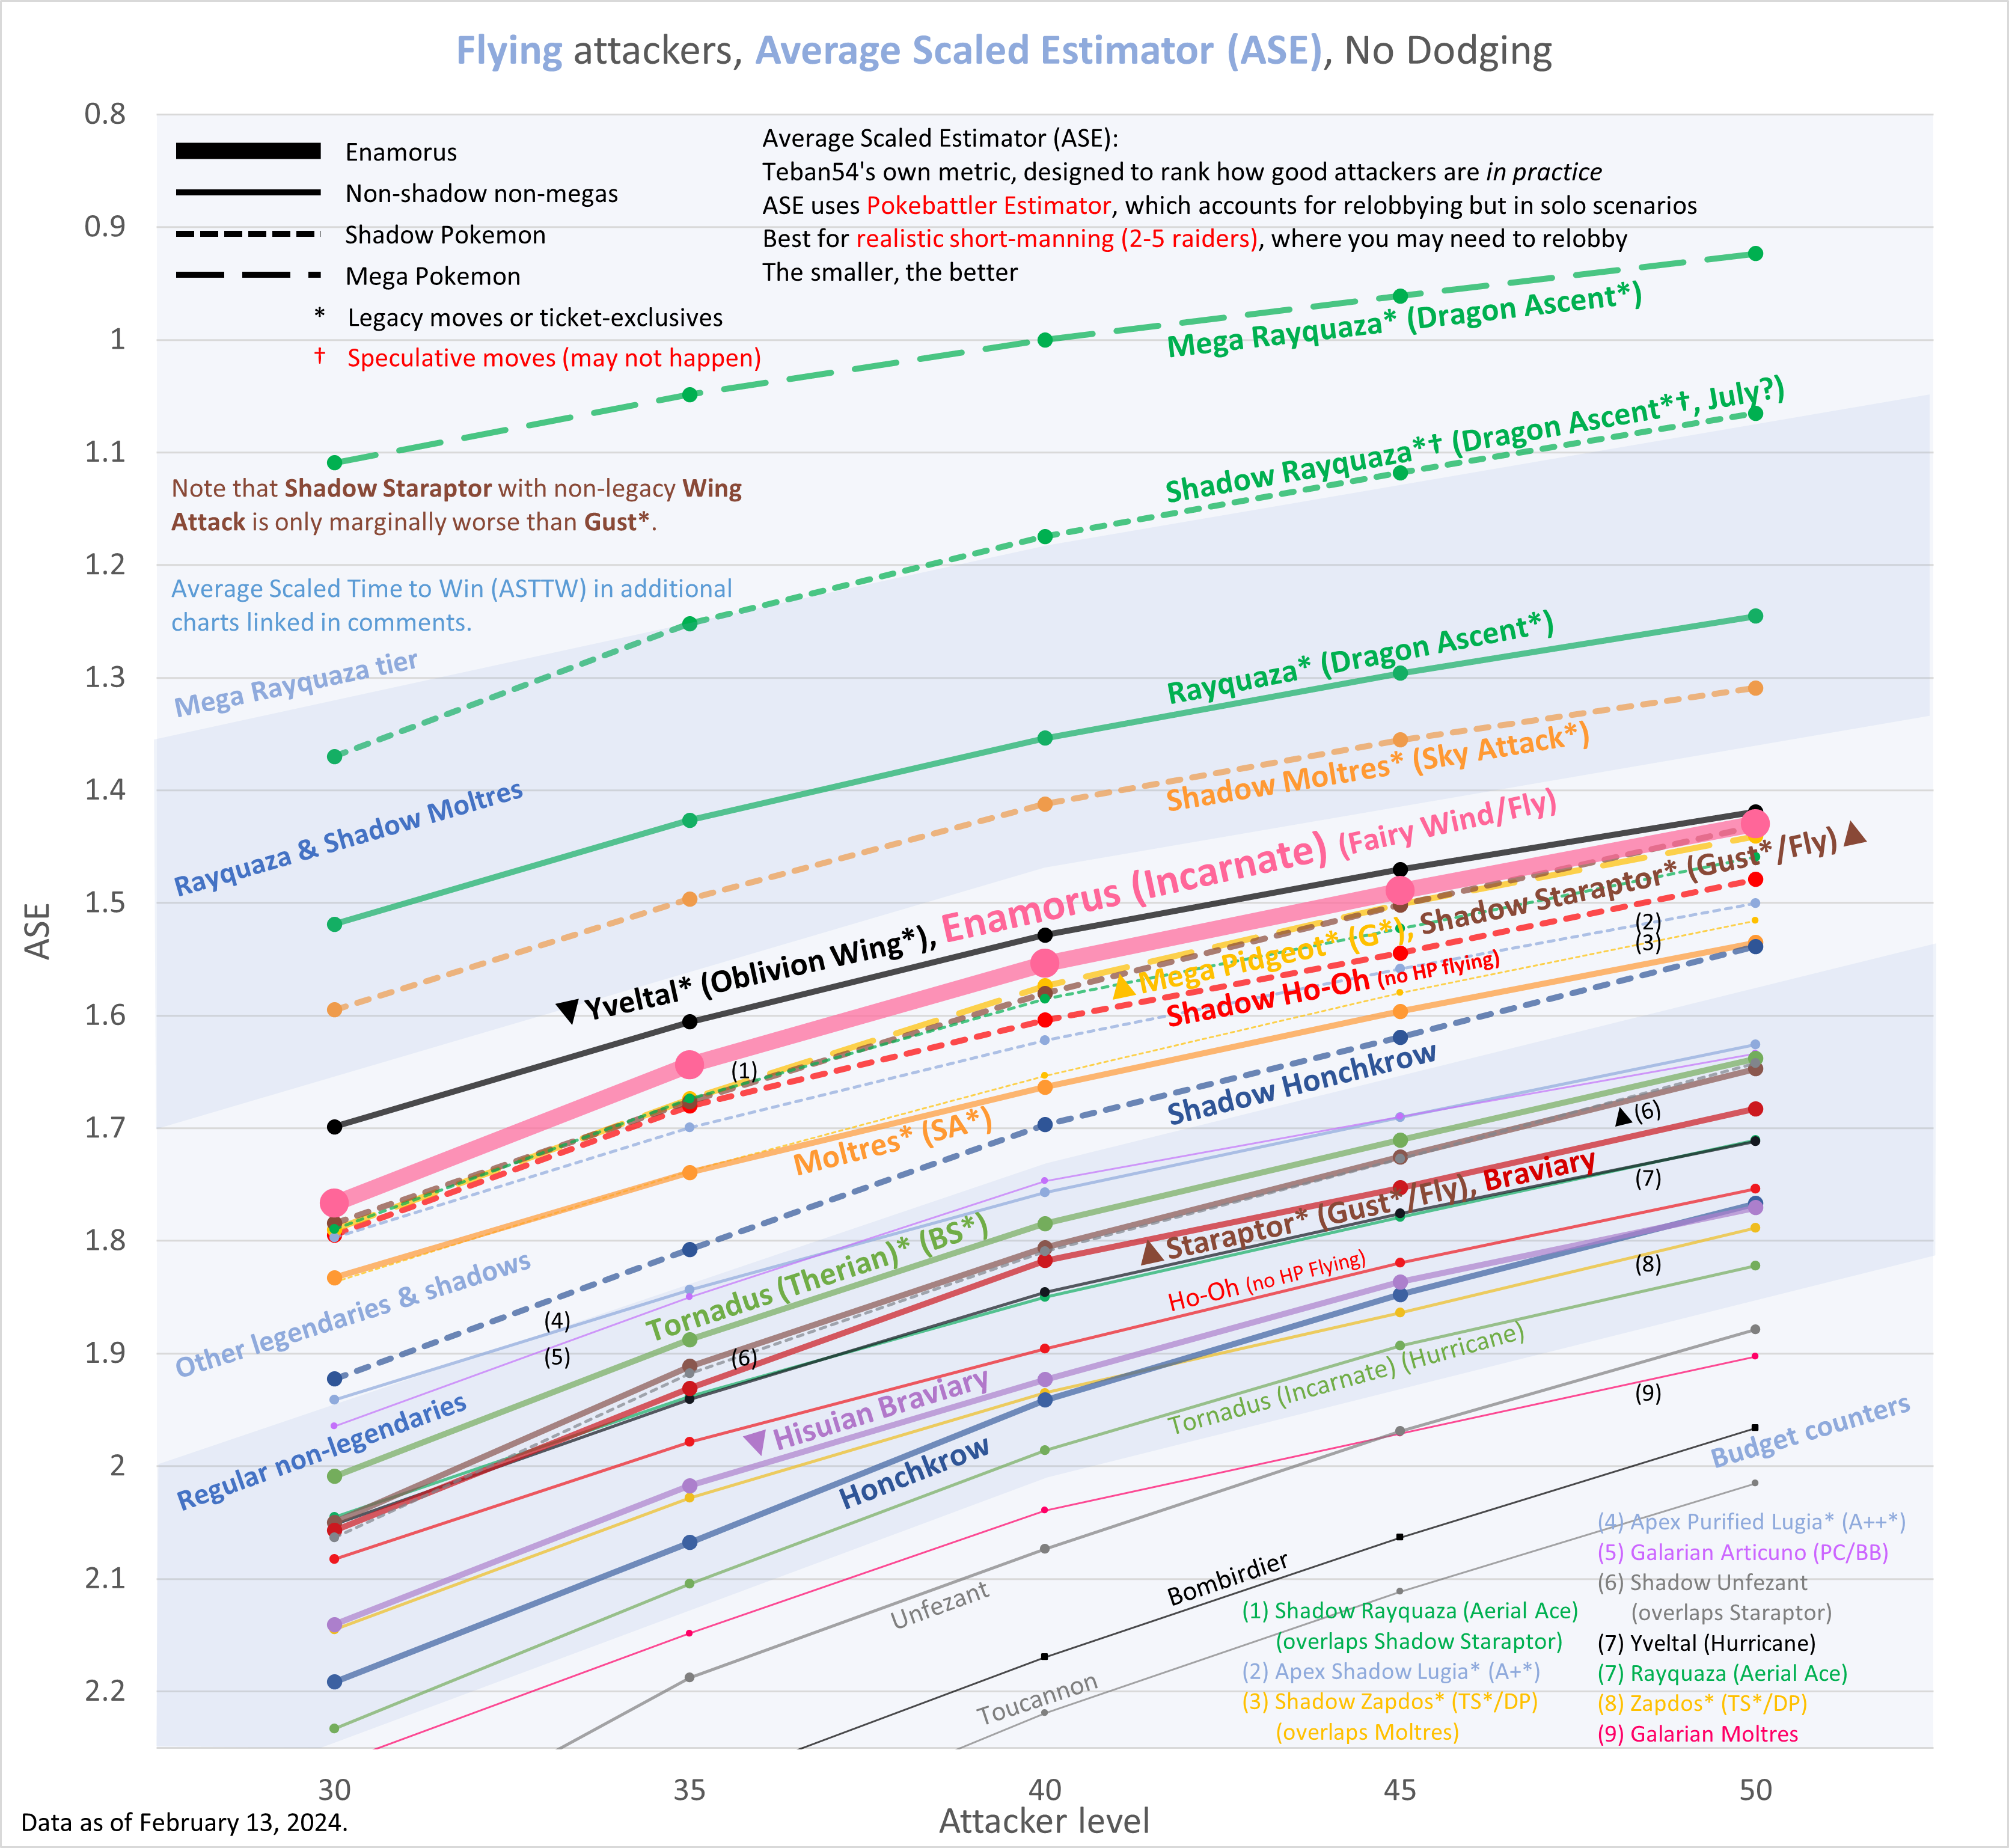 Flying attackers, Average Scaled Estimator (ASE), No Dodging
0.8
0.9
1
1.1
1.2
1.3
1.4
1.5
1.6
1.7
1.8
1.9
2
2.1
2.2
ASE
Enamorus
Non-shadow non-megas
Shadow Pokemon
Mega Pokemon
* Legacy moves or ticket-exclusives
† Speculative moves (may not happen)
Average Scaled Estimator (ASE):
Teban54's own metric, designed to rank how good attackers are in practice
ASE uses Pokebattler Estimator, which accounts for relobbying but in solo scenarios
Best for realistic short-manning (2-5 raiders), where you may need to relobby
The smaller, the better
Mega Rayquaza* (Dragon Ascent*)
Shadow Rayquaza*† (Dragon Ascent*†, July?)
Note that Shadow Staraptor with non-legacy Wing
Attack is only marginally worse than Gust*.
Average Scaled Time to Win (ASTTW) in additional
charts linked in comments.
Mega Rayquaza tier
Rayquaza* (Dragon Ascent*)
Shadow Moltres* (Sky Attack*)
Rayquaza & Shadow Moltres
▼Yveltal* (Oblivion Wing*), Enamorus (Incarnate) (Fairy Wind/Fly)
▲Mega Pidgeot* (G*), Shadow Staraptor* (Gust*/Fly)▲
Shadow Ho-Oh (no HP flying)
(2)
(3)
(1)
Shadow Honchkrow
Moltres* (SA*)
(6)
▲(6)
(7)
(8)
(9)
▲Staraptor* (Gust*/Fly), Braviary
Tornadus (Therian)* (BS*)
Ho-Oh (no HP Flying)
Other legendaries & shadows
(4)
(5)
Regular non-legendaries
▼Hisuian Braviary
Tornadus (Incarnate) (Hurricane)
Honchkrow
Budget counters
Unfezant
Bombirdier
Toucannon
(1) Shadow Rayquaza (Aerial Ace)
(overlaps Shadow Staraptor)
(2) Apex Shadow Lugia* (A+*)
(3) Shadow Zapdos* (TS*/DP)
(overlaps Moltres)
(4) Apex Purified Lugia* (A++*)
(5) Galarian Articuno (PC/BB)
(6) Shadow Unfezant
(overlaps Staraptor)
(7) Yveltal (Hurricane)
(7) Rayquaza (Aerial Ace)
(8) Zapdos* (TS*/DP)
(9) Galarian Moltres
30
35
40
45
50
Attacker level
Data as of February 13, 2024.